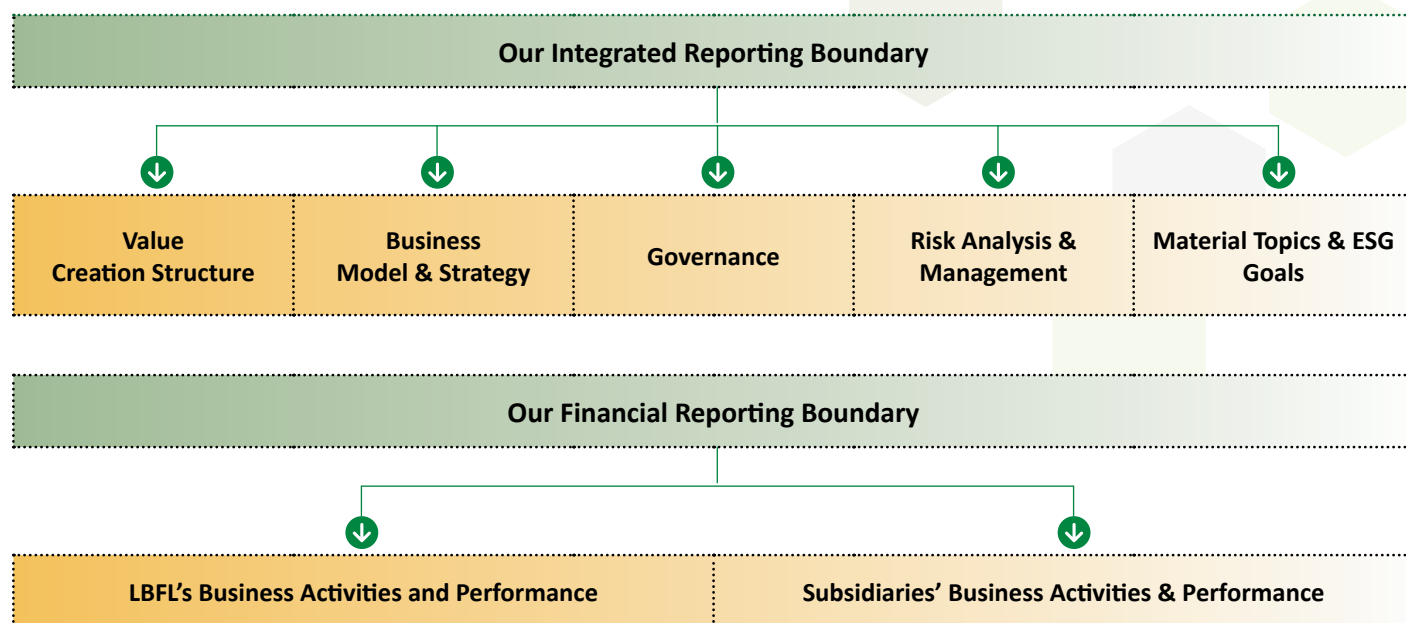 Our Integrated Reporting Boundary
Value
Creation Structure
Business
Model & Strategy
Governance
Risk Analysis &
Management
Material Topics & ESG
Goals
Our Financial Reporting Boundary
LBFL’s Business Activities and Performance
Subsidiaries’ Business Activities & Performance